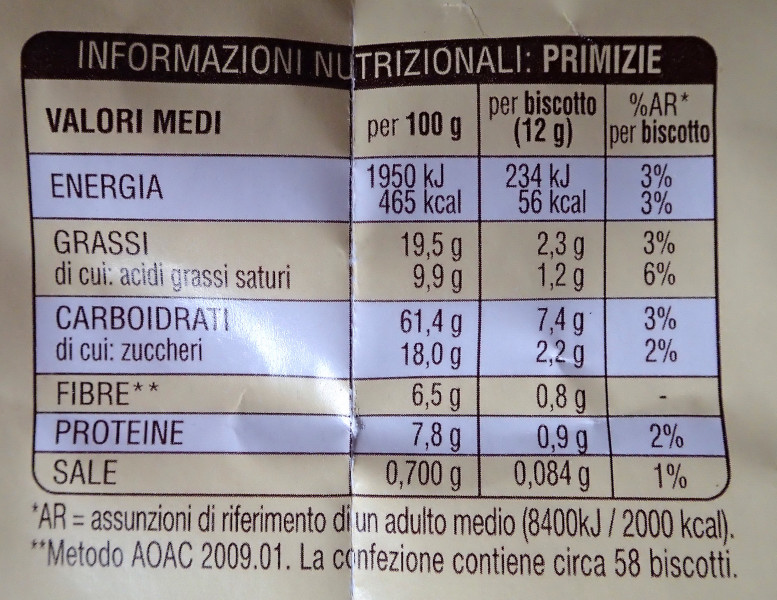 INFORMAZIONI NUTRIZIONALI: PRIMIZIE
VALORI MEDI per 100 g per biscotto (12 g) %AR* per biscotto
ENERGIA 1950 kJ 234 kJ 3%
465 kcal 56 kcal 3%
GRASSI 19,5 g 2,3 g 3%
di cui: acidi grassi saturi 9,9 g 1,2 g 6%
CARBOIDRATI 61,4 g 7,4 g 3%
di cui: zuccheri 18,0 g 2,2 g 2%
FIBRE** 6,5 g 0,8 g -
PROTEINE 7,8 g 0,9 g 2%
SALE 0,700 g 0,084 g 1%
*AR = assunzioni di riferimento di un adulto medio (8400kJ / 2000 kcal).
**Metodo AOAC 2009.01. La confezione contiene circa 58 biscotti.